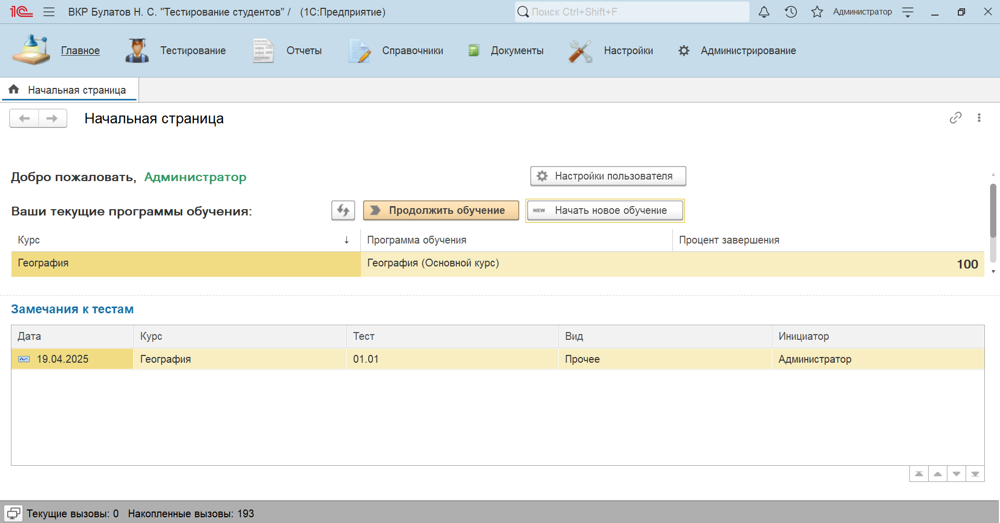 1С ВКР Булатов Н. С. "Тестирование студентов" / (1С:Предприятие) Поиск Ctrl+Shift+F Администратор
Главное Тестирование Отчеты Справочники Документы Настройки Администрирование
Начальная страница
Начальная страница
Добро пожаловать, Администратор Настройки пользователя
Ваши текущие программы обучения: Продолжить обучение NEW Начать новое обучение
Курс ↓ Программа обучения Процент завершения
География География (Основной курс) 100
Замечания к тестам
Дата Курс Тест Вид Инициатор
19.04.2025 География 01.01 Прочее Администратор
Текущие вызовы: 0 Накопленные вызовы: 193